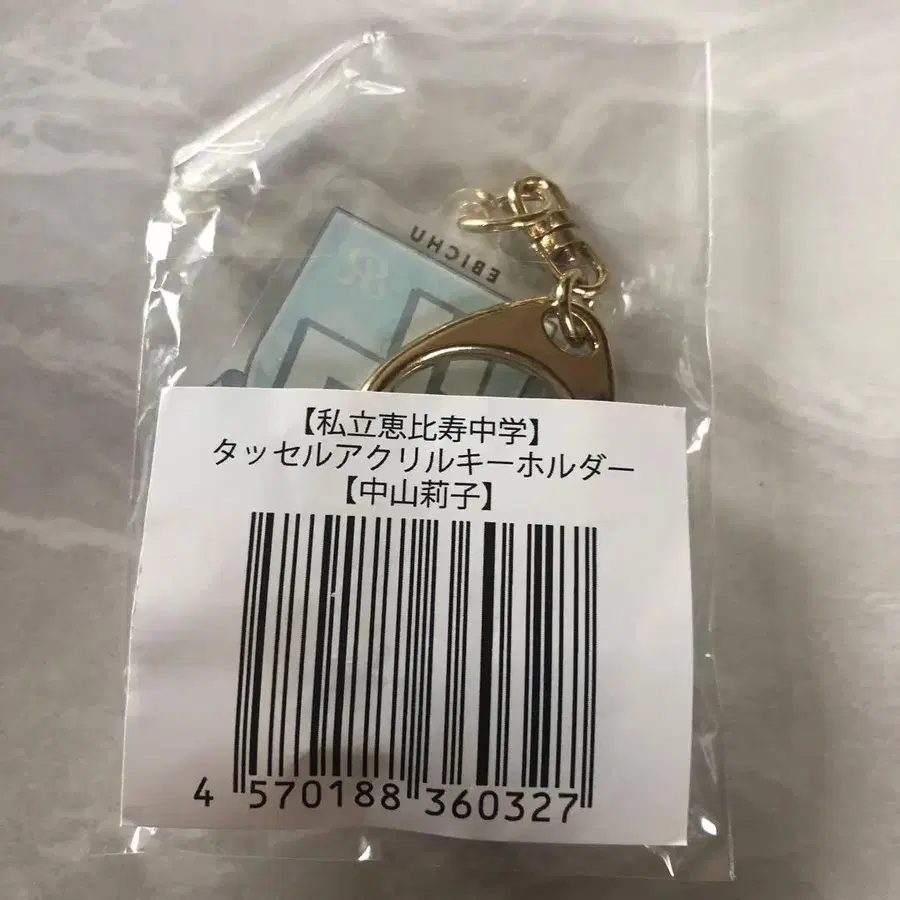 EBICHU
【私立恵比寿中学】
タッセルアクリルキーホルダー
【中山莉子】
4 570188 360327